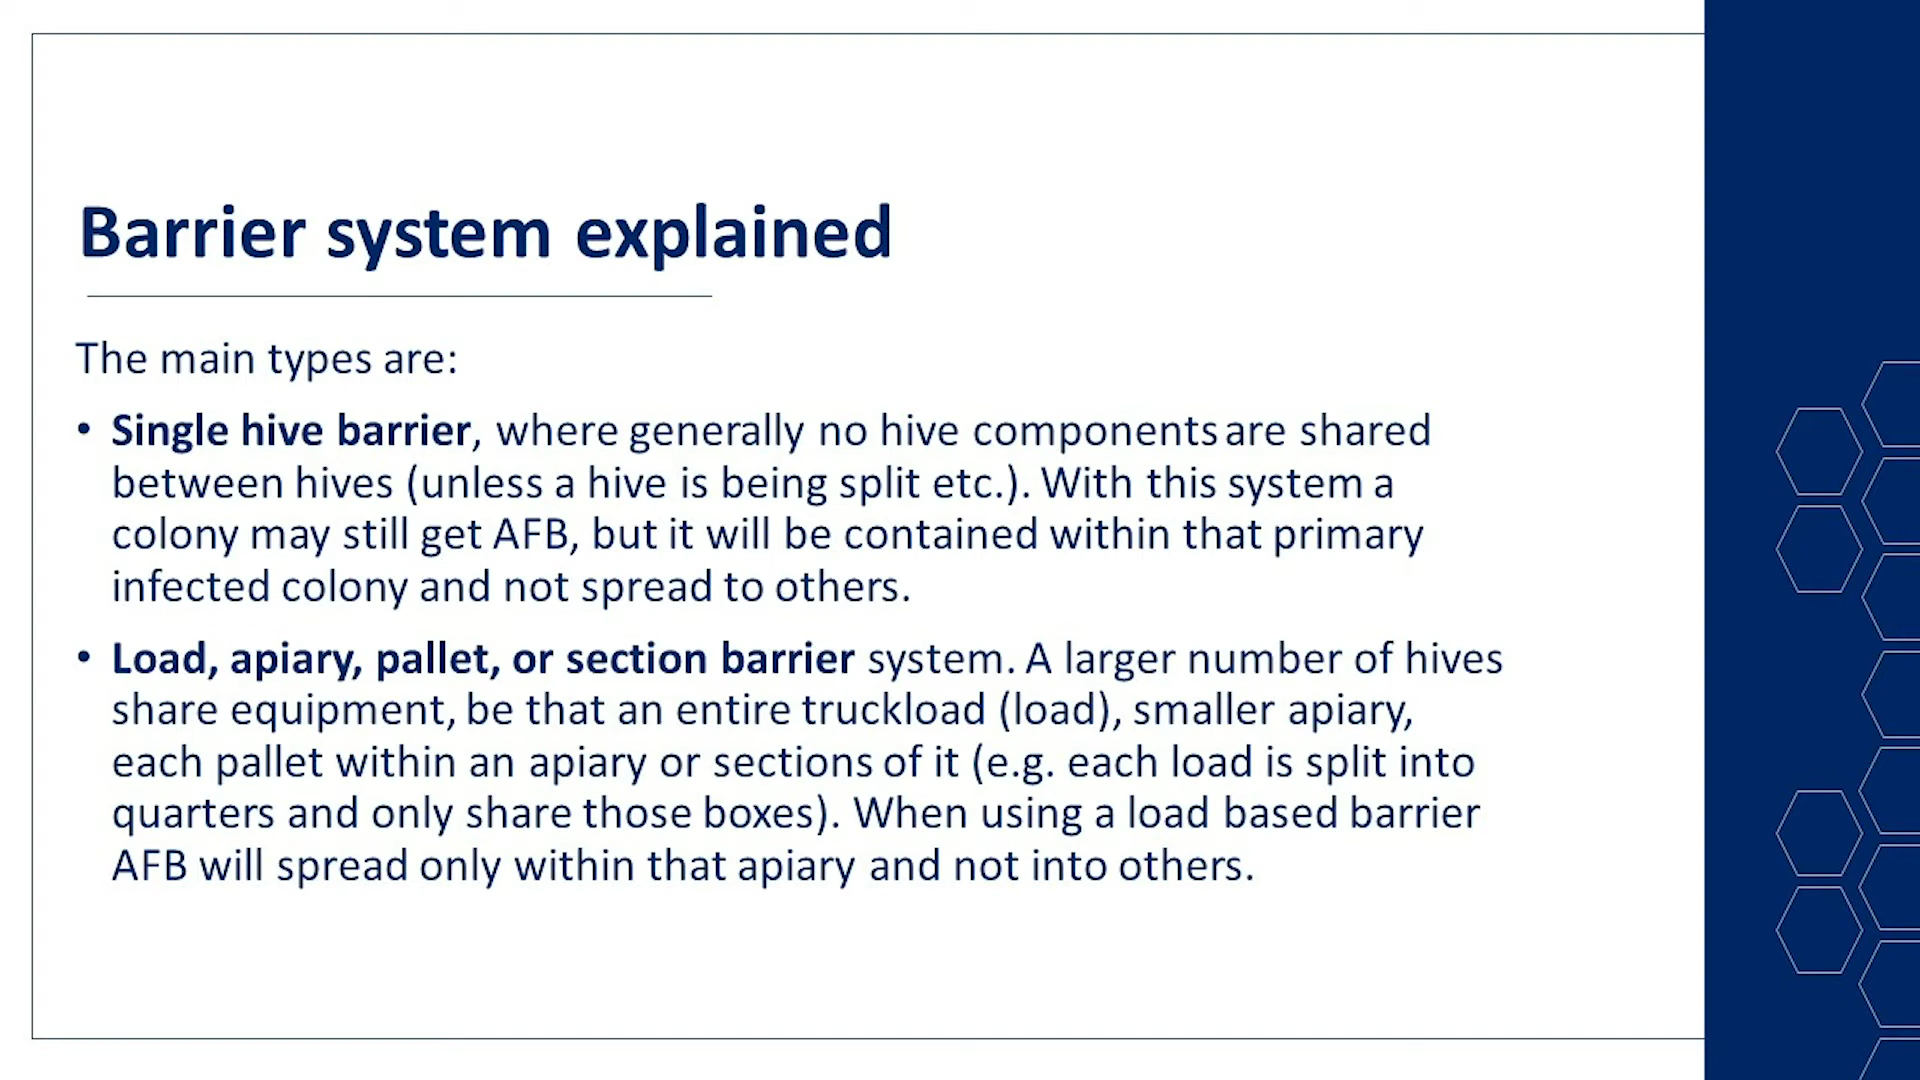 Barrier system explained
The main types are:
• Single hive barrier, where generally no hive components are shared
between hives (unless a hive is being split etc.). With this system a
colony may still get AFB, but it will be contained within that primary
infected colony and not spread to others.
• Load, apiary, pallet, or section barrier system. A larger number of hives
share equipment, be that an entire truckload (load), smaller apiary,
each pallet within an apiary or sections of it (e.g. each load is split into
quarters and only share those boxes). When using a load based barrier
AFB will spread only within that apiary and not into others.